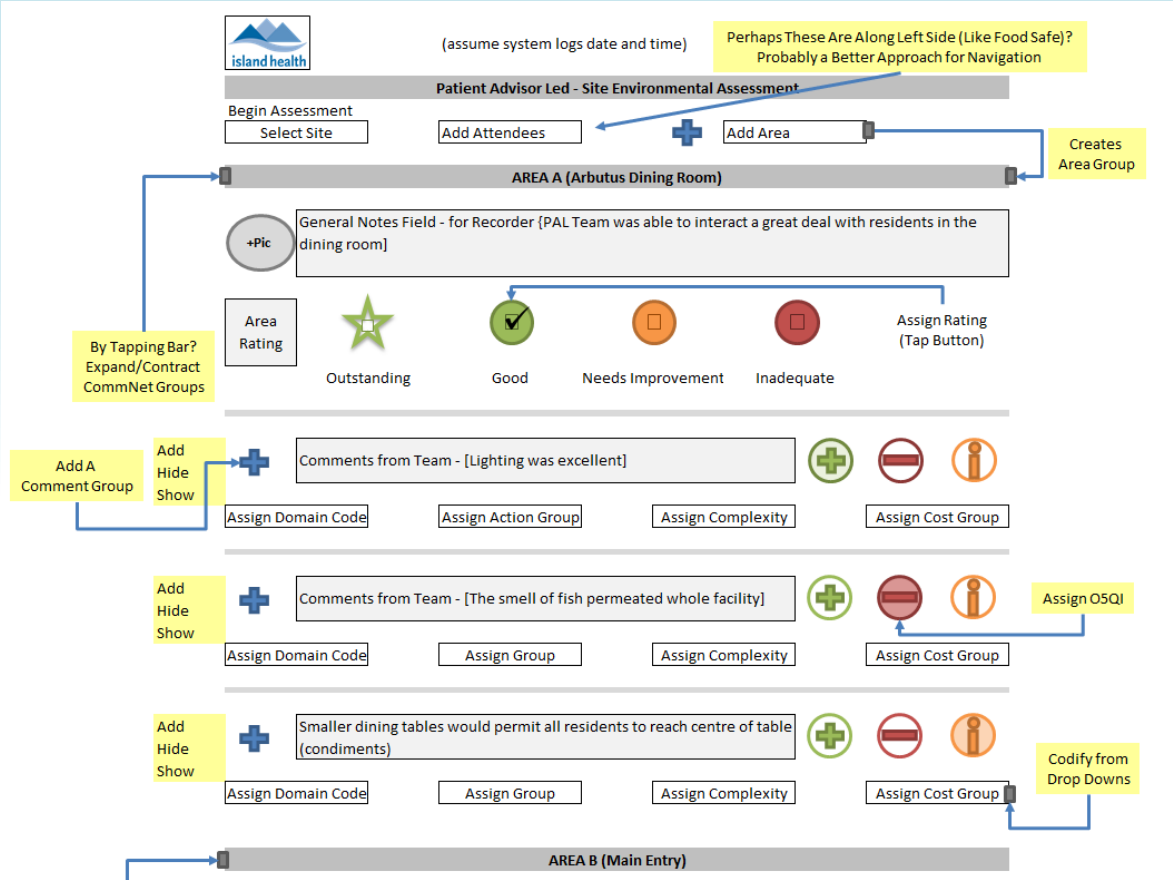 island health
(assume system logs date and time)
Perhaps These Are Along Left Side (Like Food Safe)?
Probably a Better Approach for Navigation
Patient Advisor Led - Site Environmental Assessment
Begin Assessment
Select Site
Add Attendees
Add Area
Creates
Area Group
AREA A (Arbutus Dining Room)
+Pic
General Notes Field - for Recorder {PAL Team was able to interact a great deal with residents in the
dining room]
Area
Rating
Assign Rating
(Tap Button)
Outstanding
Good
Needs Improvement
Inadequate
By Tapping Bar?
Expand/Contract
CommNet Groups
Add A
Comment Group
Add
Hide
Show
Comments from Team - [Lighting was excellent]
Assign Domain Code
Assign Action Group
Assign Complexity
Assign Cost Group
Add
Hide
Show
Comments from Team - [The smell of fish permeated whole facility]
Assign O5QI
Assign Domain Code
Assign Group
Assign Complexity
Assign Cost Group
Add
Hide
Show
Smaller dining tables would permit all residents to reach centre of table
(condiments)
Codify from
Drop Downs
Assign Domain Code
Assign Group
Assign Complexity
Assign Cost Group
AREA B (Main Entry)